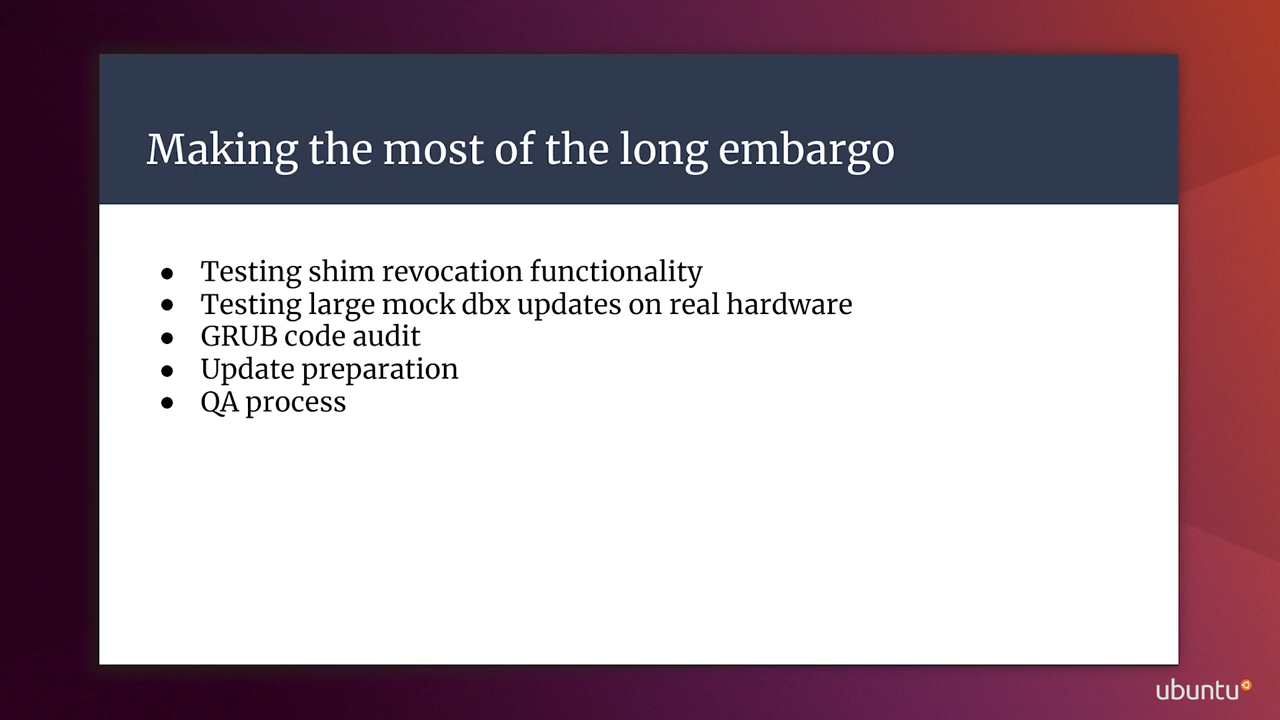 Making the most of the long embargo
● Testing shim revocation functionality
● Testing large mock dbx updates on real hardware
● GRUB code audit
● Update preparation
● QA process
ubuntu